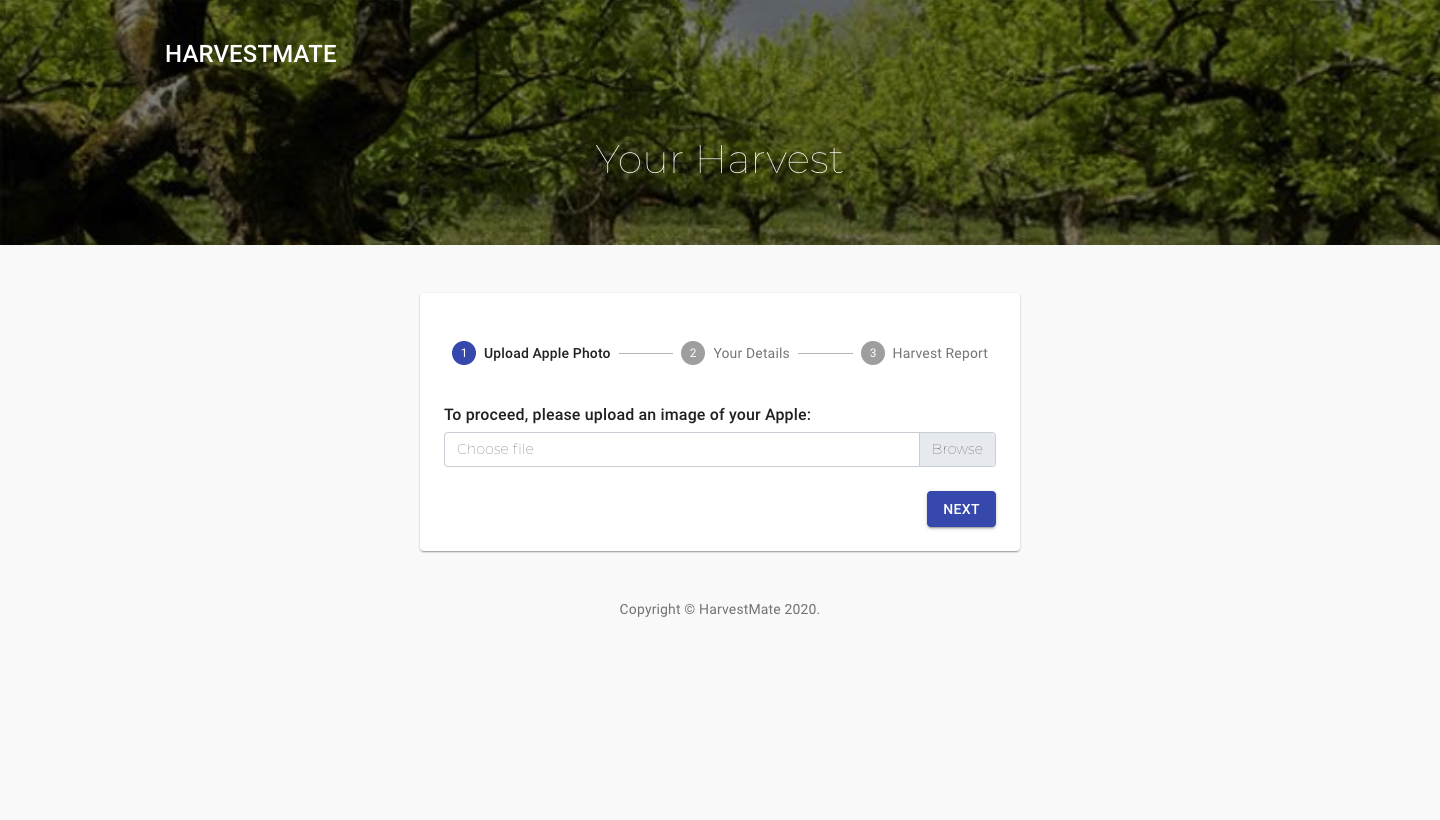 HARVESTMATE
Your Harvest
1 Upload Apple Photo 2 Your Details 3 Harvest Report
To proceed, please upload an image of your Apple:
Choose file Browse
NEXT
Copyright © HarvestMate 2020.